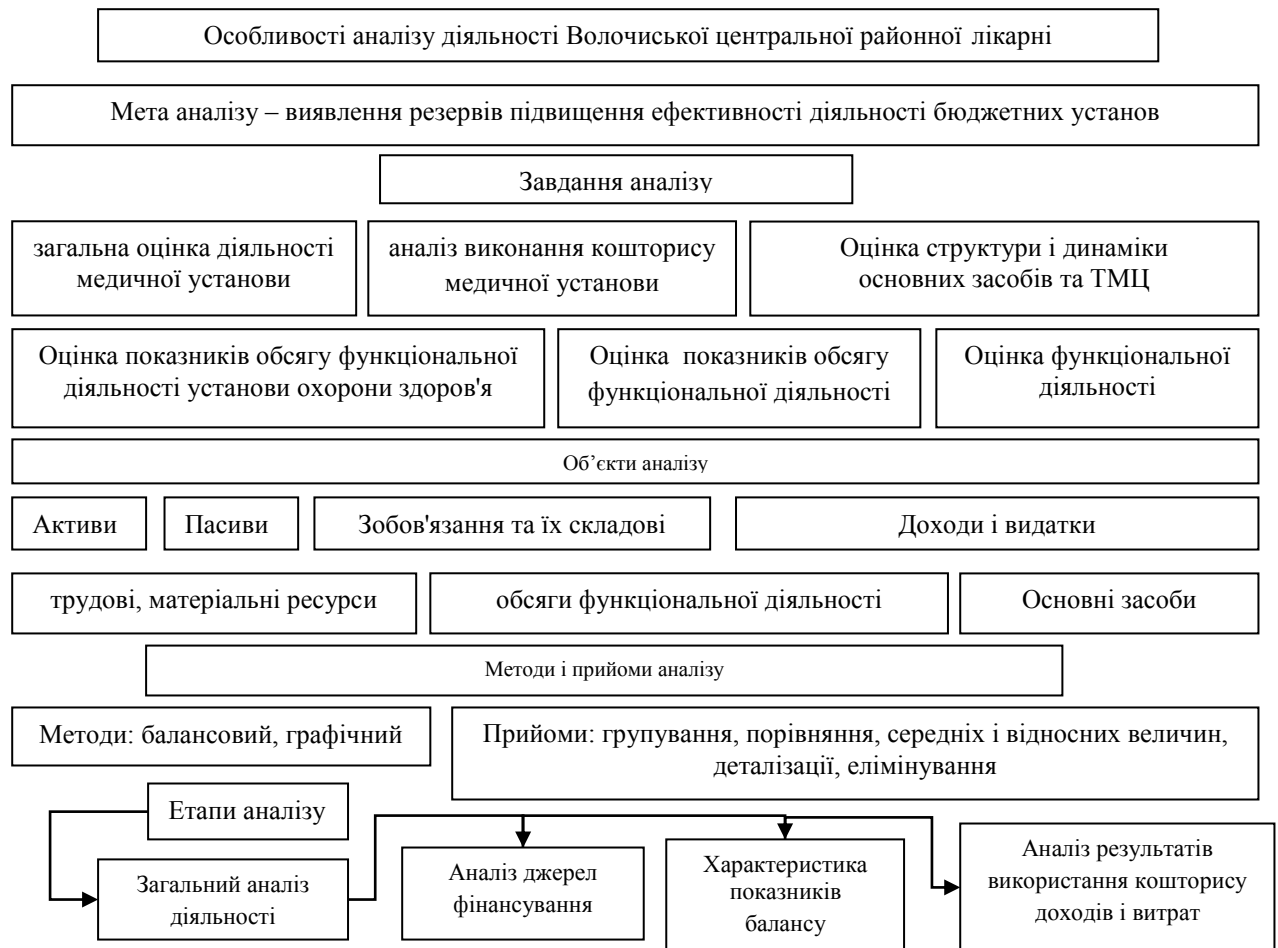 Особливості аналізу діяльності Волочиської центральної районної лікарні
Мета аналізу – виявлення резервів підвищення ефективності діяльності бюджетних установ
Завдання аналізу
загальна оцінка діяльності
медичної установи
аналіз виконання кошторису
медичної установи
Оцінка структури і динаміки
основних засобів та ТМЦ
Оцінка показників обсягу функціональної
діяльності установи охорони здоров'я
Оцінка показників обсягу
функціональної діяльності
Оцінка функціональної
діяльності
Об’єкти аналізу
Активи
Пасиви
Зобов'язання та їх складові
Доходи і видатки
трудові, матеріальні ресурси
обсяги функціональної діяльності
Основні засоби
Методи і прийоми аналізу
Методи: балансовий, графічний
Прийоми: групування, порівняння, середніх і відносних величин,
деталізації, елімінування
Етапи аналізу
Загальний аналіз
діяльності
Аналіз джерел
фінансування
Характеристика
показників
балансу
Аналіз результатів
використання кошторису
доходів і витрат